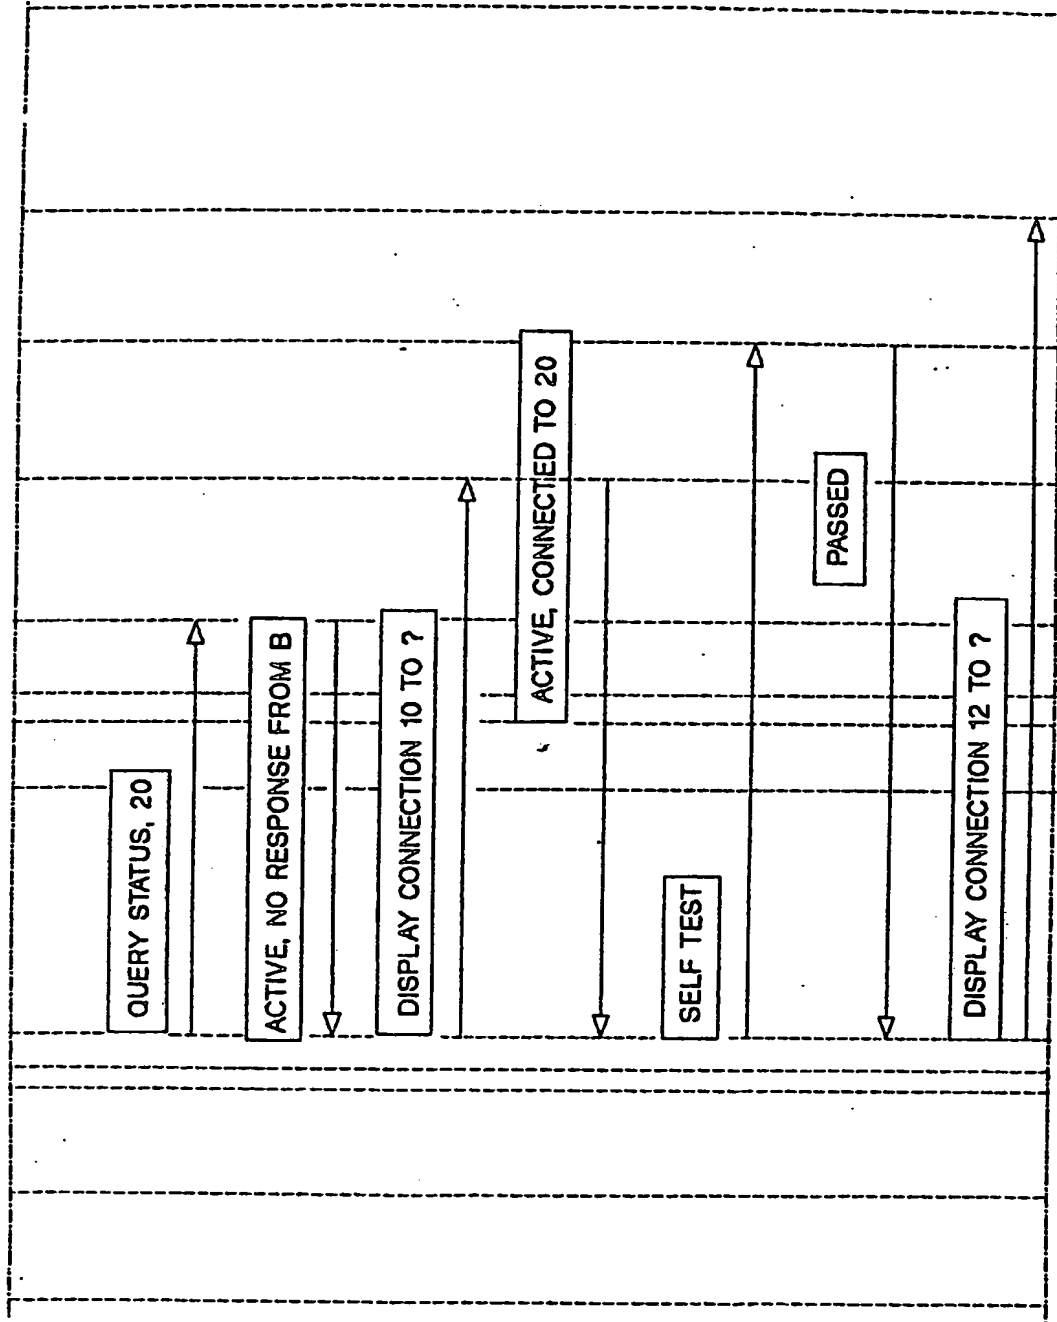 QUERY STATUS, 20
ACTIVE, NO RESPONSE FROM B
DISPLAY CONNECTION 10 TO ?
ACTIVE, CONNECTED TO 20
SELF TEST
PASSED
DISPLAY CONNECTION 12 TO ?